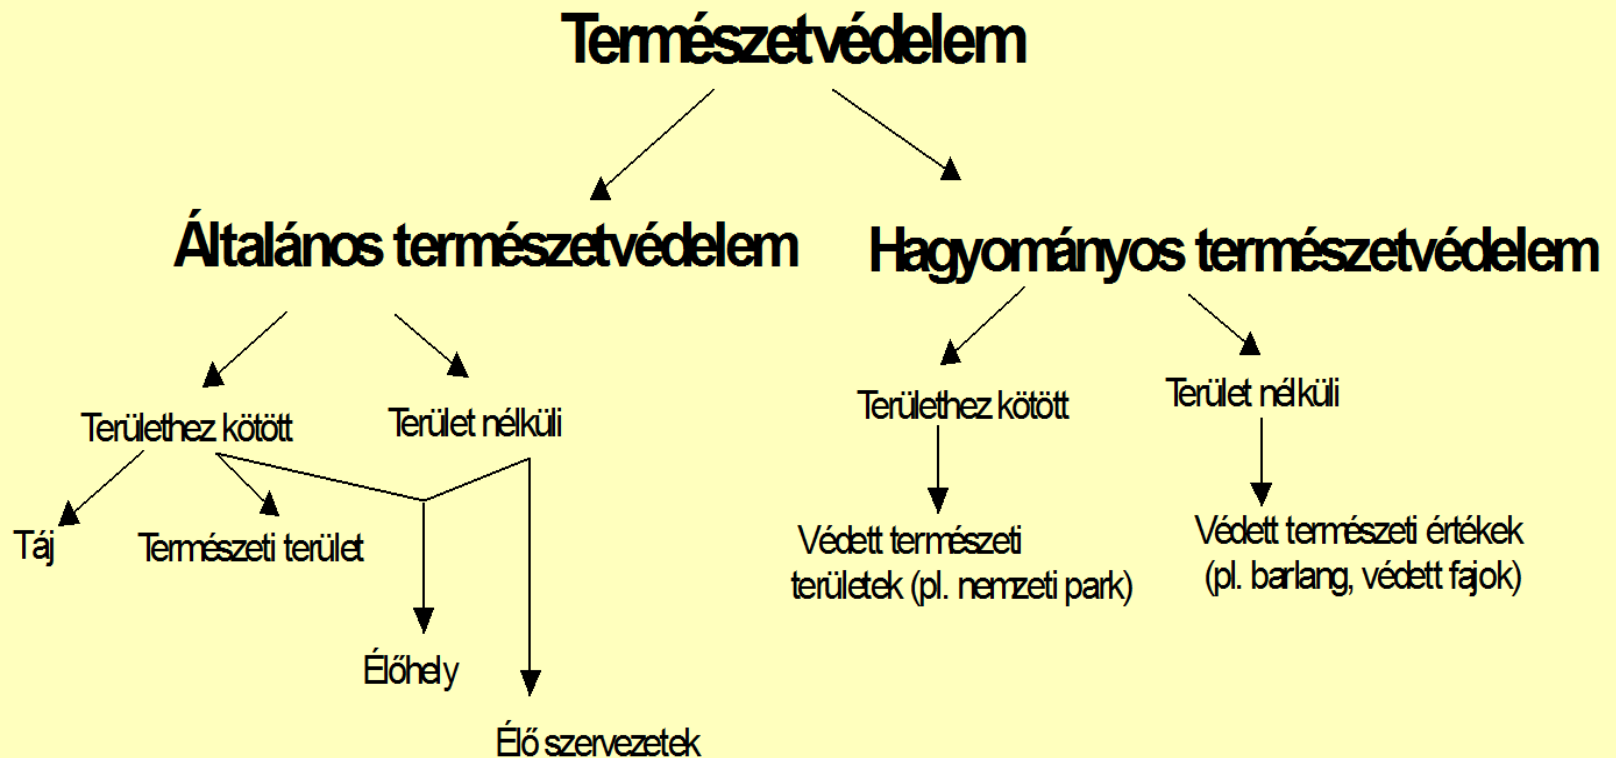 Természetvédelem
Általános természetvédelem
Hagyományos természetvédelem
Területhez kötött
Terület nélküli
Területhez kötött
Terület nélküli
Táj
Természeti terület
Védett természeti
területek (pl. nemzeti park)
Védett természeti értékek
(pl. barlang, védett fajok)
Élőhely
Élő szervezetek